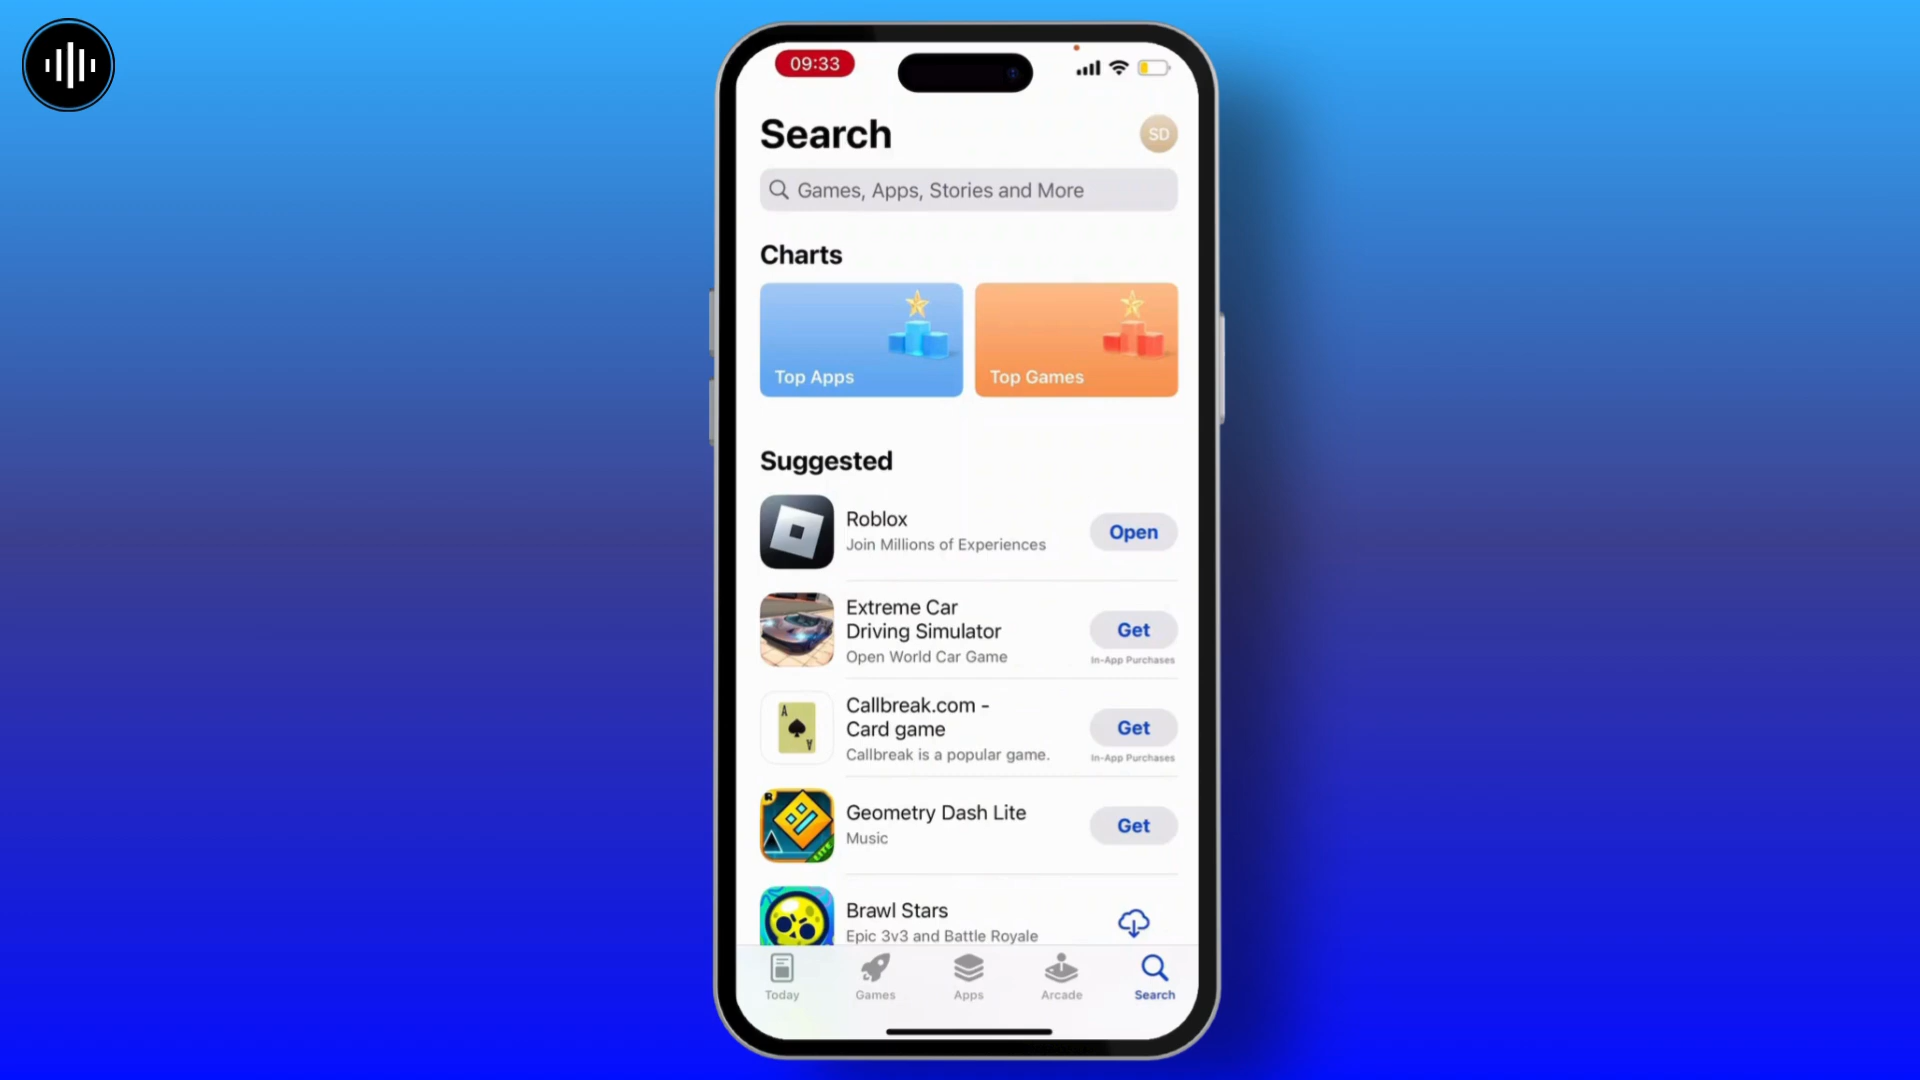 09:33
Search
SD
Games, Apps, Stories and More
Charts
Top Apps
Top Games
Suggested
Roblox
Join Millions of Experiences
Open
Extreme Car
Driving Simulator
Open World Car Game
Get
In-App Purchases
Callbreak.com -
Card game
Callbreak is a popular game.
Get
In-App Purchases
A
A
Geometry Dash Lite
Music
Get
LITE
Brawl Stars
Epic 3v3 and Battle Royale
Today
Games
Apps
Arcade
Search